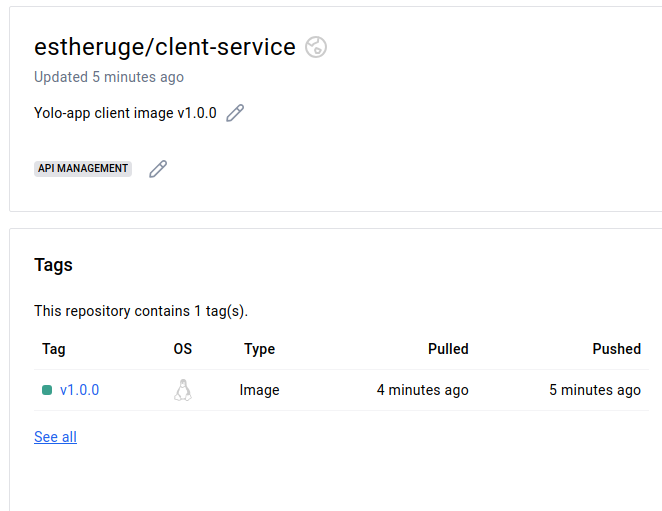 estheruge/clent-service
Updated 5 minutes ago
Yolo-app client image v1.0.0
API MANAGEMENT
Tags
This repository contains 1 tag(s).
Tag OS Type Pulled Pushed
v1.0.0 Image 4 minutes ago 5 minutes ago
See all